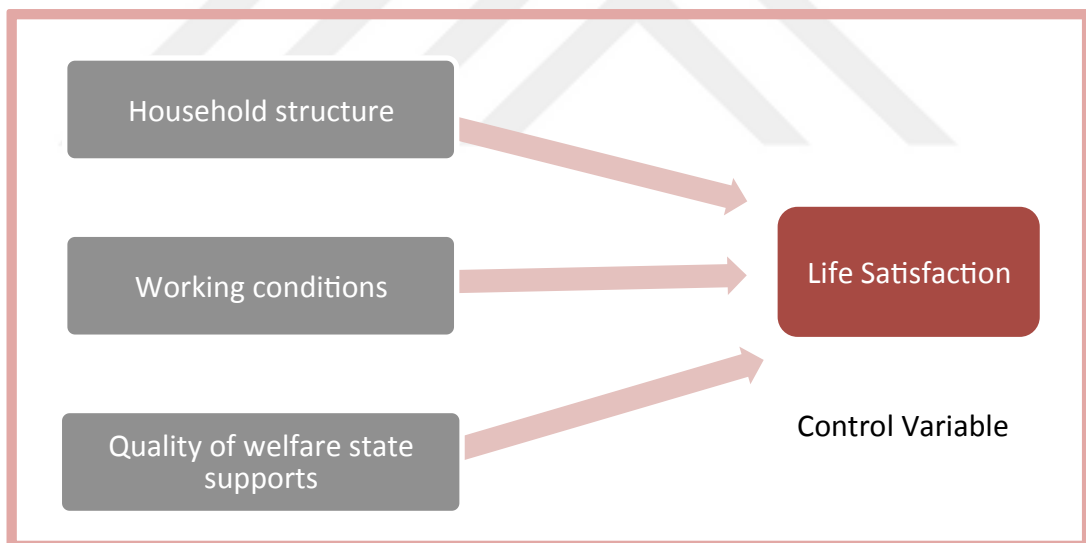 Household structure
Working conditions
Life Satisfaction
Quality of welfare state
supports
Control Variable